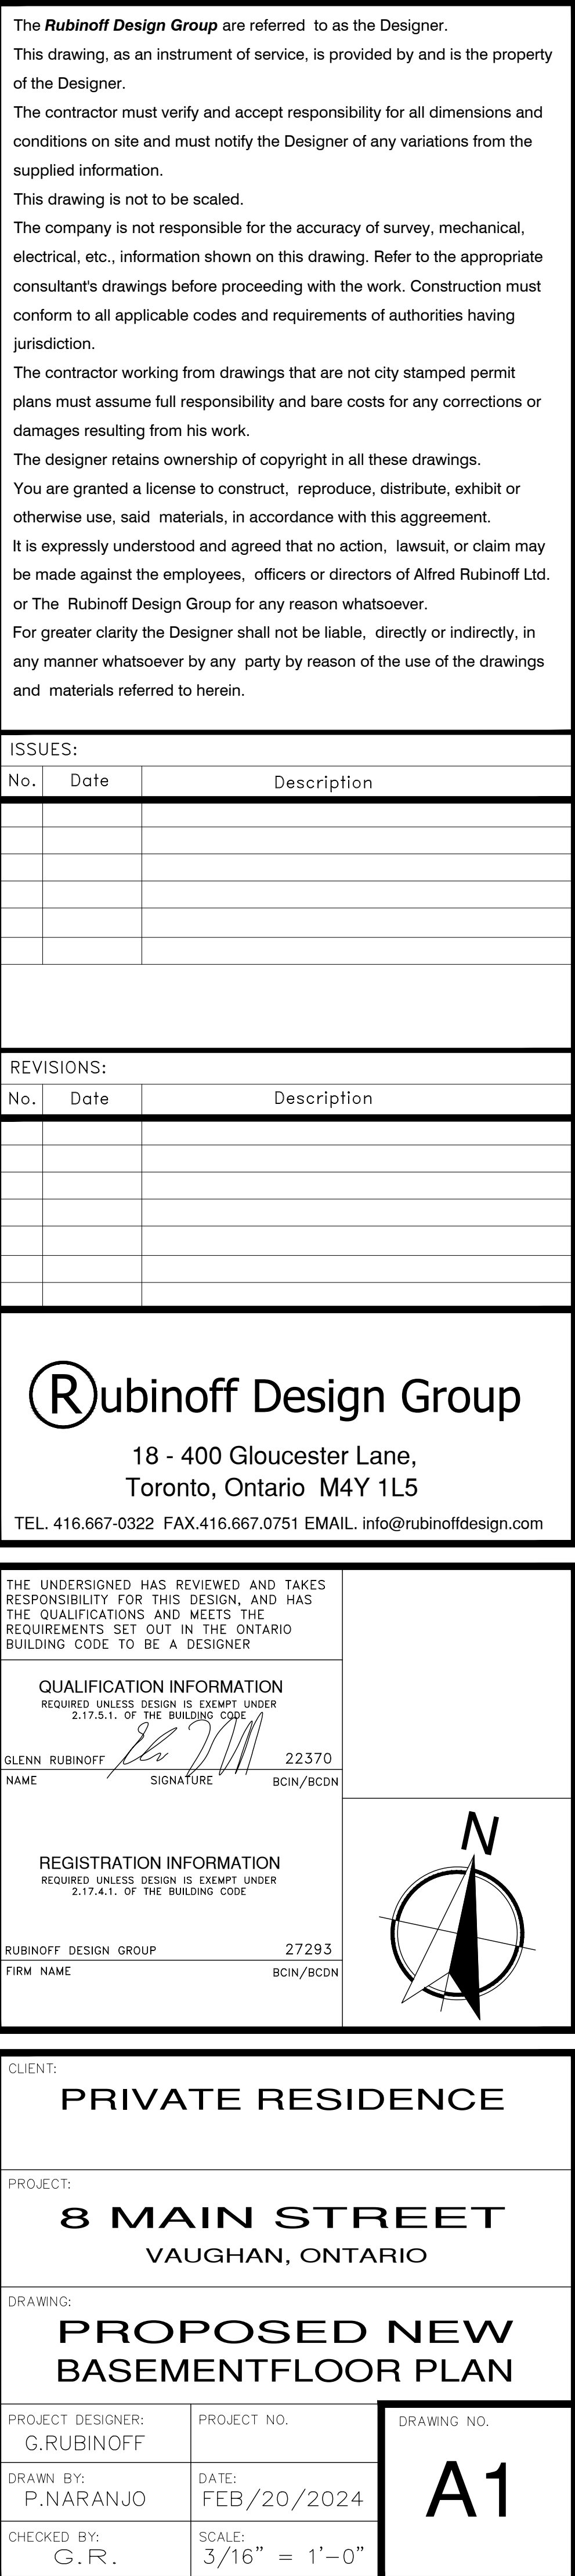 The Rubinoff Design Group are referred to as the Designer.
This drawing, as an instrument of service, is provided by and is the property
of the Designer.
The contractor must verify and accept responsibility for all dimensions and
conditions on site and must notify the Designer of any variations from the
supplied information.
This drawing is not to be scaled.
The company is not responsible for the accuracy of survey, mechanical,
electrical, etc., information shown on this drawing. Refer to the appropriate
consultant's drawings before proceeding with the work. Construction must
conform to all applicable codes and requirements of authorities having
jurisdiction.
The contractor working from drawings that are not city stamped permit
plans must assume full responsibility and bare costs for any corrections or
damages resulting from his work.
The designer retains ownership of copyright in all these drawings.
You are granted a license to construct, reproduce, distribute, exhibit or
otherwise use, said materials, in accordance with this aggreement.
It is expressly understood and agreed that no action, lawsuit, or claim may
be made against the employees, officers or directors of Alfred Rubinoff Ltd.
or The Rubinoff Design Group for any reason whatsoever.
For greater clarity the Designer shall not be liable, directly or indirectly, in
any manner whatsoever by any party by reason of the use of the drawings
and materials referred to herein.
ISSUES:
No. Date Description
REVISIONS:
No. Date Description
Rubinoff Design Group
18 - 400 Gloucester Lane,
Toronto, Ontario M4Y 1L5
TEL. 416.667-0322 FAX.416.667.0751 EMAIL. info@rubinoffdesign.com
THE UNDERSIGNED HAS REVIEWED AND TAKES
RESPONSIBILITY FOR THIS DESIGN, AND HAS
THE QUALIFICATIONS AND MEETS THE
REQUIREMENTS SET OUT IN THE ONTARIO
BUILDING CODE TO BE A DESIGNER
QUALIFICATION INFORMATION
REQUIRED UNLESS DESIGN IS EXEMPT UNDER
2.17.5.1. OF THE BUILDING CODE
GLENN RUBINOFF 22370
NAME SIGNATURE BCIN/BCDN
REGISTRATION INFORMATION
REQUIRED UNLESS DESIGN IS EXEMPT UNDER
2.17.4.1. OF THE BUILDING CODE
RUBINOFF DESIGN GROUP 27293
FIRM NAME BCIN/BCDN
N
CLIENT:
PRIVATE RESIDENCE
PROJECT:
8 MAIN STREET
VAUGHAN, ONTARIO
DRAWING:
PROPOSED NEW
BASEMENTFLOOR PLAN
PROJECT DESIGNER:
G.RUBINOFF
PROJECT NO.
DRAWN BY:
P.NARANJO
DATE:
FEB/20/2024
CHECKED BY:
G.R.
SCALE:
3/16" = 1'-0"
DRAWING NO.
A1